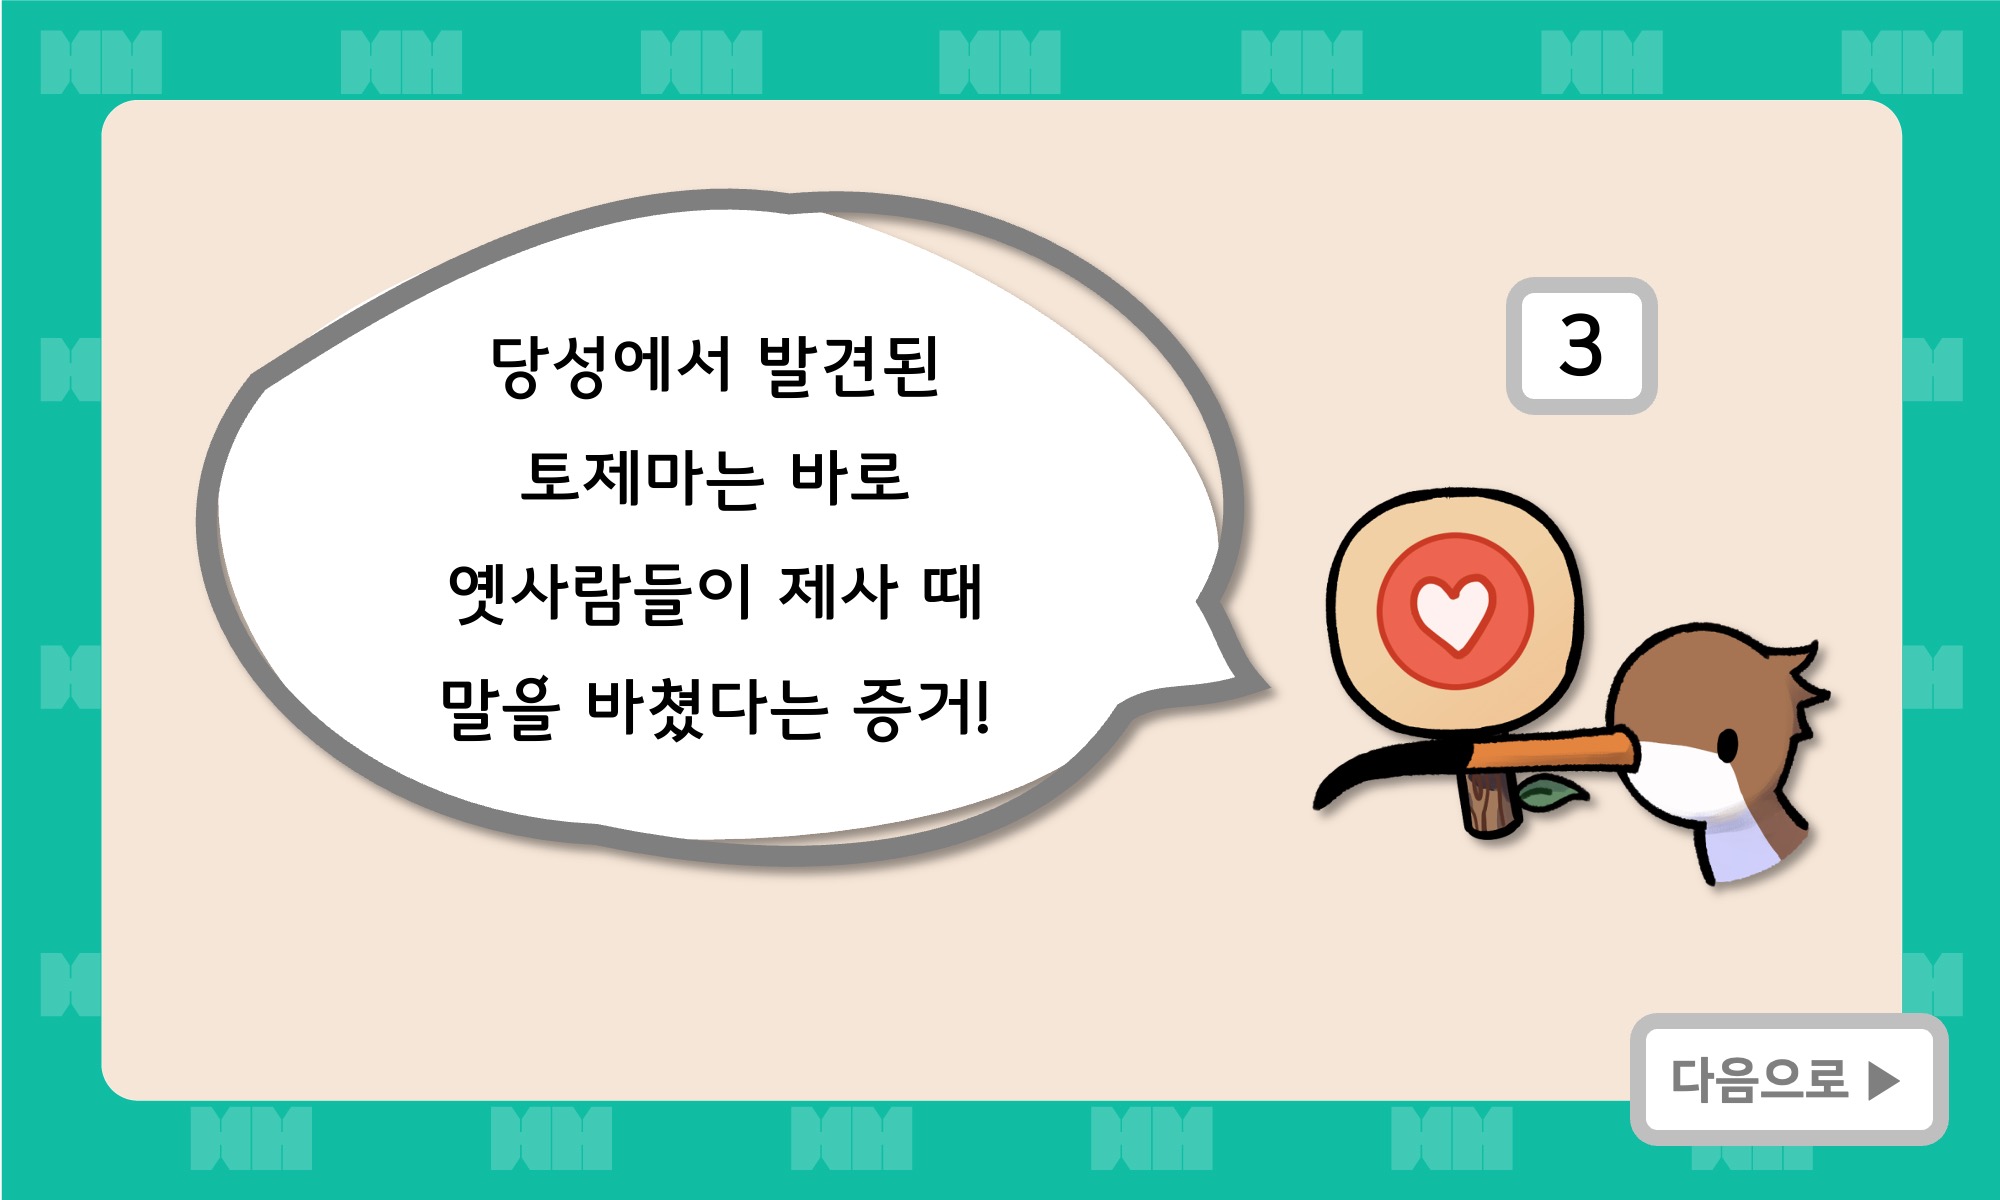 당성에서 발견된
토제마는 바로
옛사람들이 제사 때
말을 바쳤다는 증거!
3
다음으로 ▶